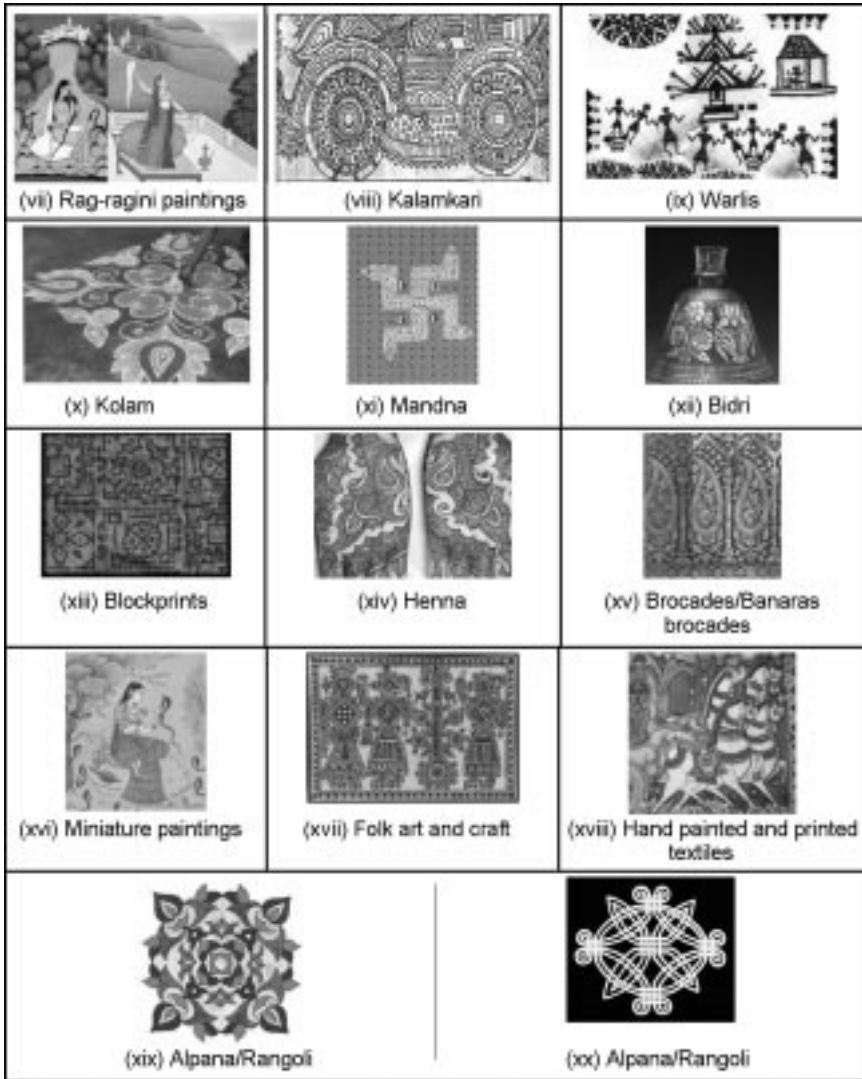 (vii) Rag-ragini paintings
(viii) Kalamkari
(ix) Warlis
(x) Kolam
(xi) Mandna
(xii) Bidri
(xiii) Blockprints
(xiv) Henna
(xv) Brocades/Banaras
brocades
(xvi) Miniature paintings
(xvii) Folk art and craft
(xviii) Hand painted and printed
textiles
(xix) Alpana/Rangoli
(xx) Alpana/Rangoli